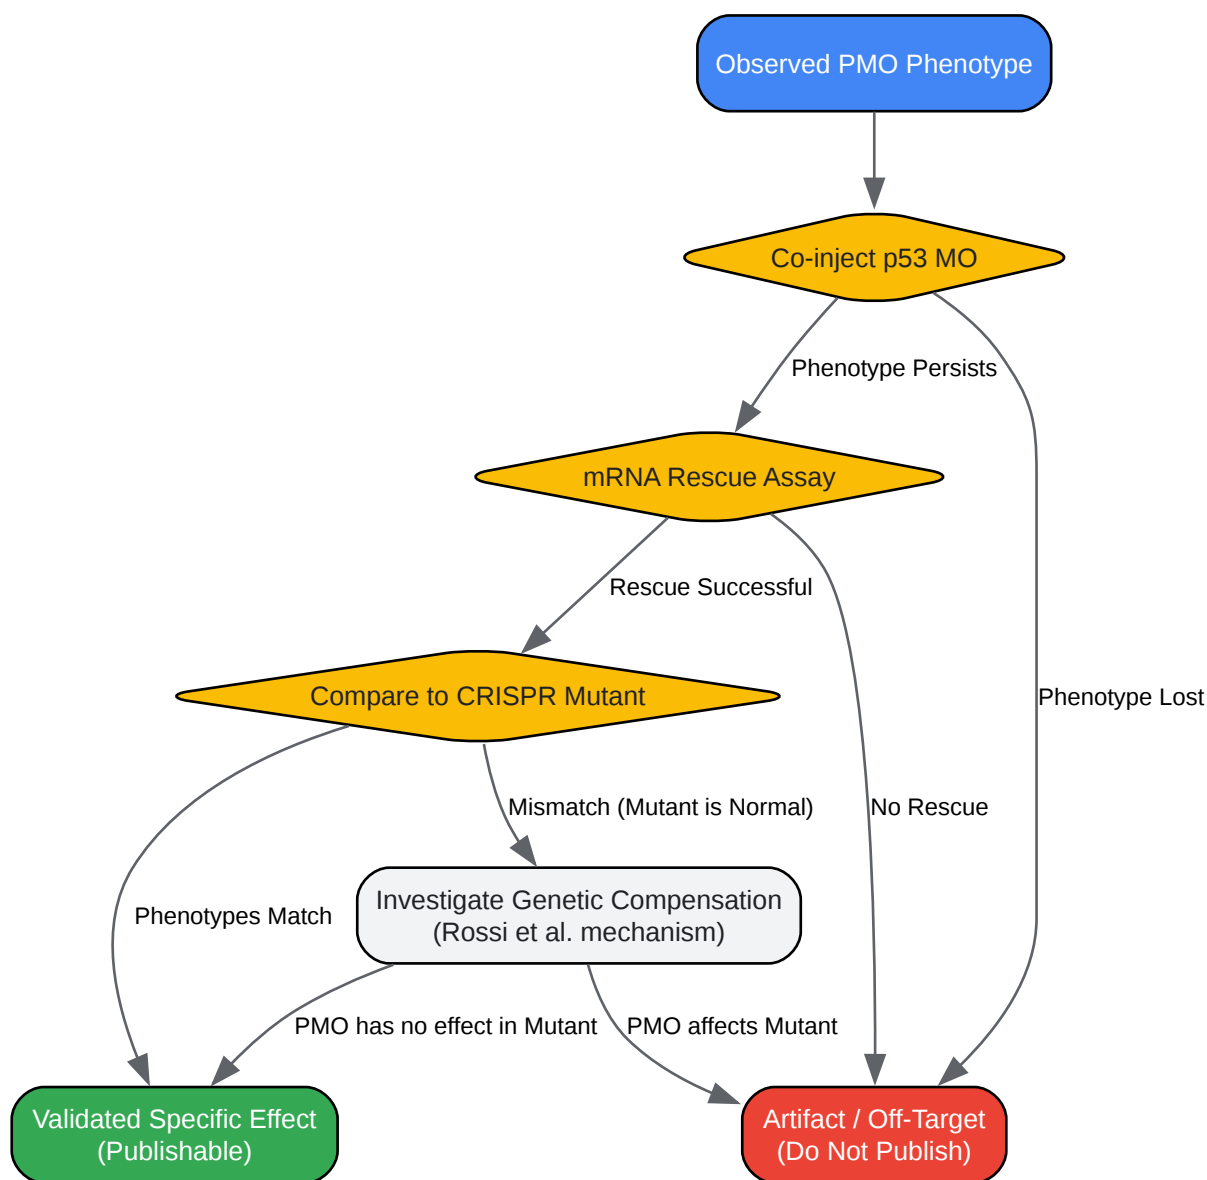 Observed PMO Phenotype
Co-inject p53 MO
Phenotype Persists
mRNA Rescue Assay
Rescue Successful
Compare to CRISPR Mutant
Phenotype Lost
Mismatch (Mutant is Normal)
No Rescue
Investigate Genetic Compensation
(Rossi et al. mechanism)
Phenotypes Match
PMO has no effect in Mutant
PMO affects Mutant
Validated Specific Effect
(Publishable)
Artifact / Off-Target
(Do Not Publish)